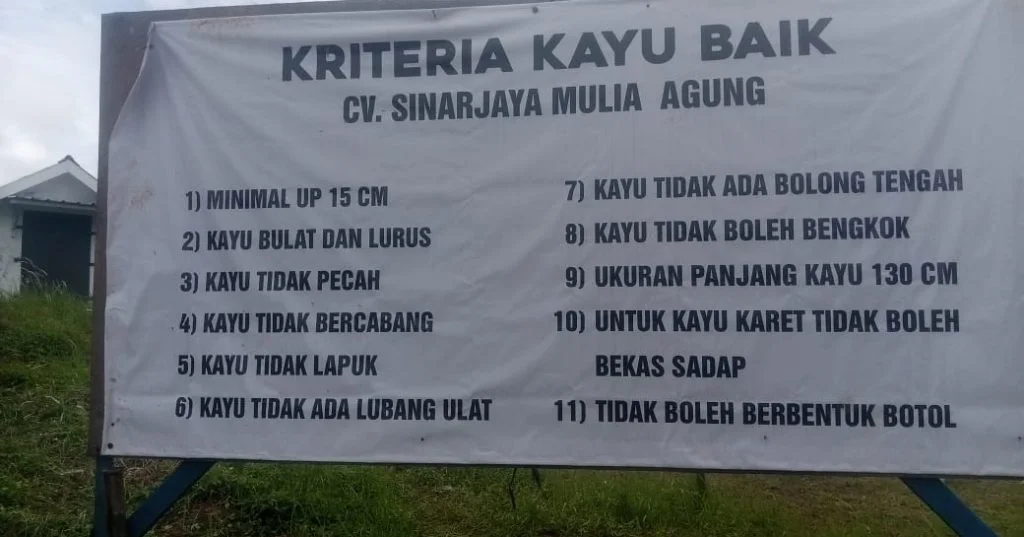 KRITERIA KAYU BAIK
CV. SINARJAYA MULIA AGUNG
1) MINIMAL UP 15 CM
2) KAYU BULAT DAN LURUS
3) KAYU TIDAK PECAH
4) KAYU TIDAK BERCABANG
5) KAYU TIDAK LAPUK
6) KAYU TIDAK ADA LUBANG ULAT
7) KAYU TIDAK ADA BOLONG TENGAH
8) KAYU TIDAK BOLEH BENGKOK
9) UKURAN PANJANG KAYU 130 CM
10) UNTUK KAYU KARET TIDAK BOLEH
BEKAS SADAP
11) TIDAK BOLEH BERBENTUK BOTOL